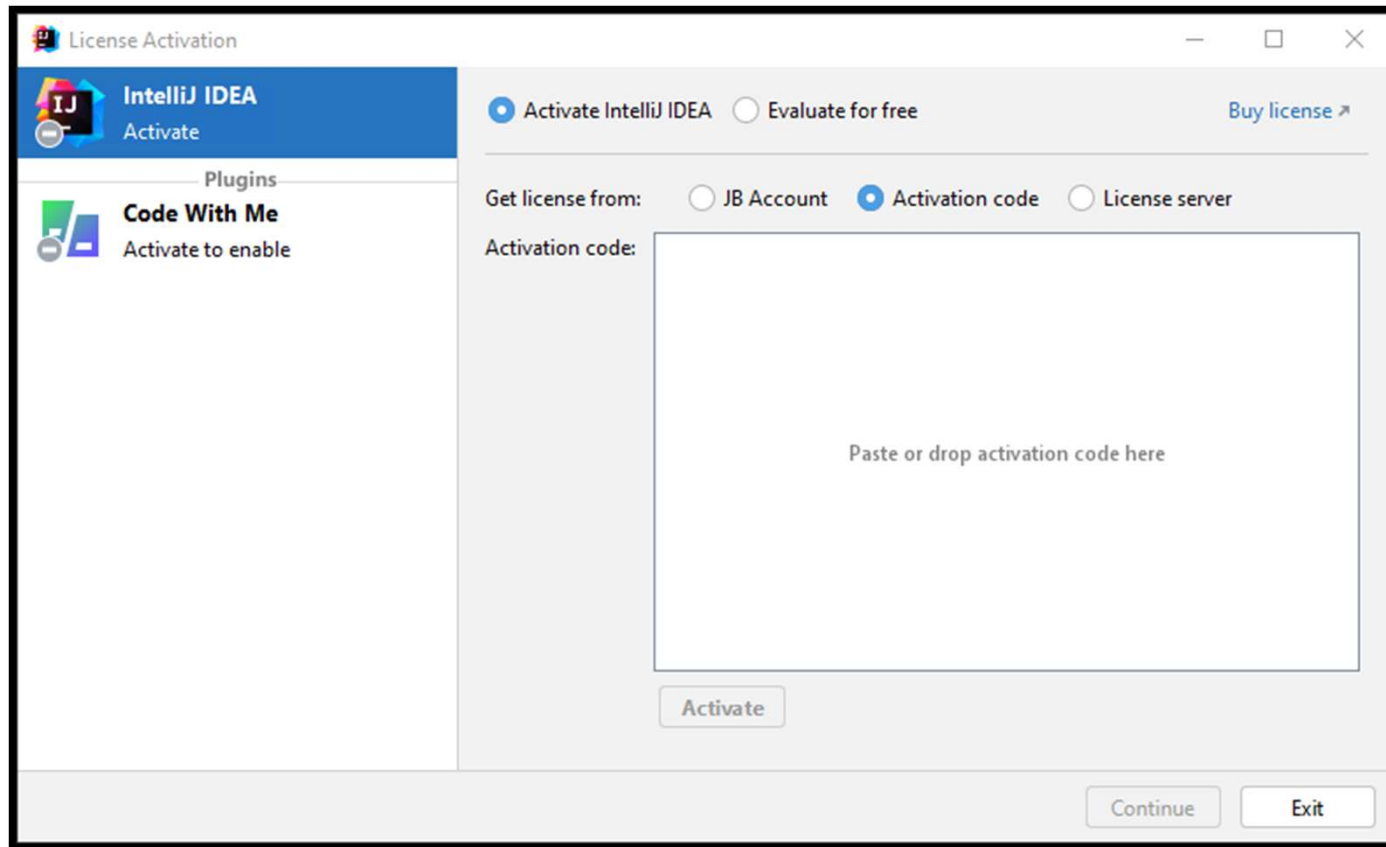 License Activation
IntelliJ IDEA
Activate
Plugins
Code With Me
Activate to enable
Activate IntelliJ IDEA Evaluate for free Buy license
Get license from: JB Account Activation code License server
Activation code:
Paste or drop activation code here
Activate
Continue Exit
IJ